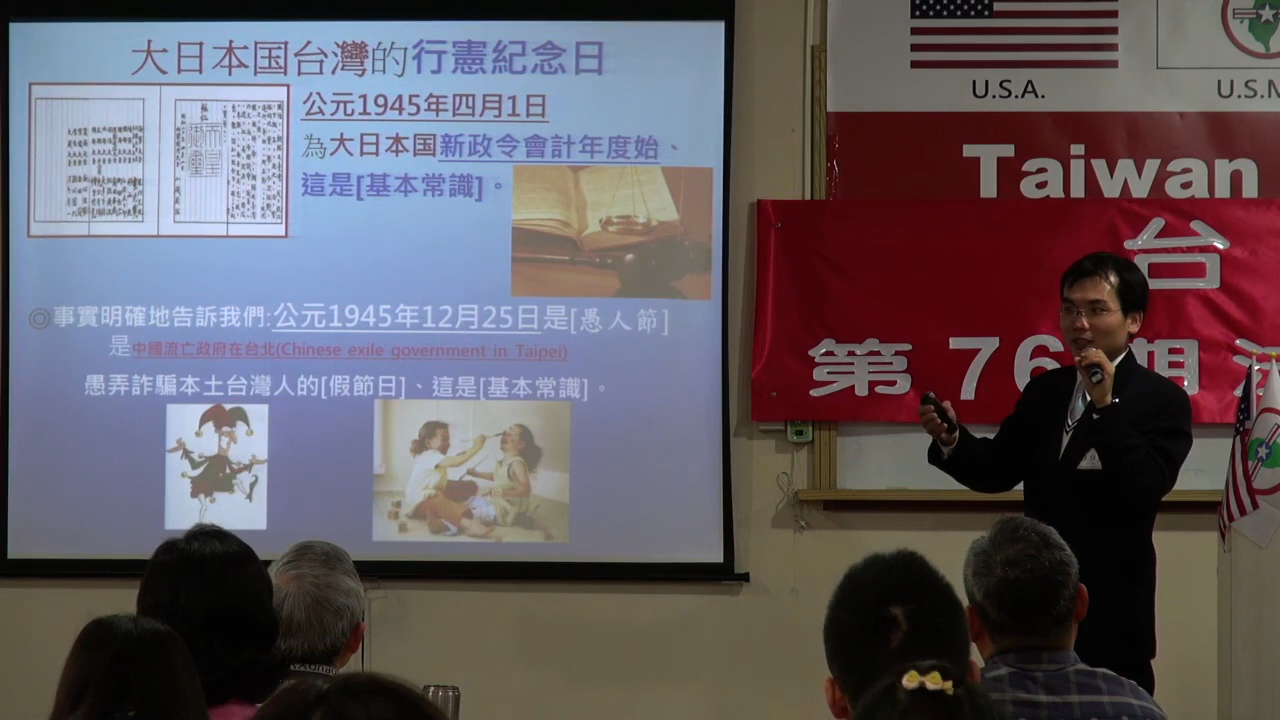 大日本国台灣的行憲紀念日
公元1945年四月1日
為大日本国新政令會計年度始、
這是[基本常識]。
◎事實明確地告訴我們:公元1945年12月25日是[愚人節]
是中國流亡政府在台北(Chinese exile government in Taipei)
愚弄詐騙本土台灣人的[假節日]、這是[基本常識]。
U.S.A.
U.S.M
Taiwan
台
第76期